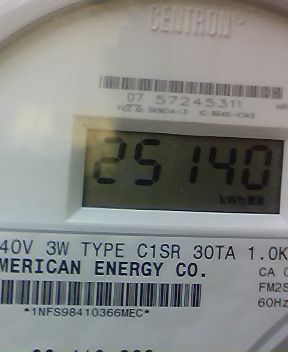 CENTRON®
07 57245311
25140
kWh
40V 3W TYPE C1SR 30TA 1.0K
MERICAN ENERGY CO.
CA
FM2S
60Hz
*1NFS98410366MEC*